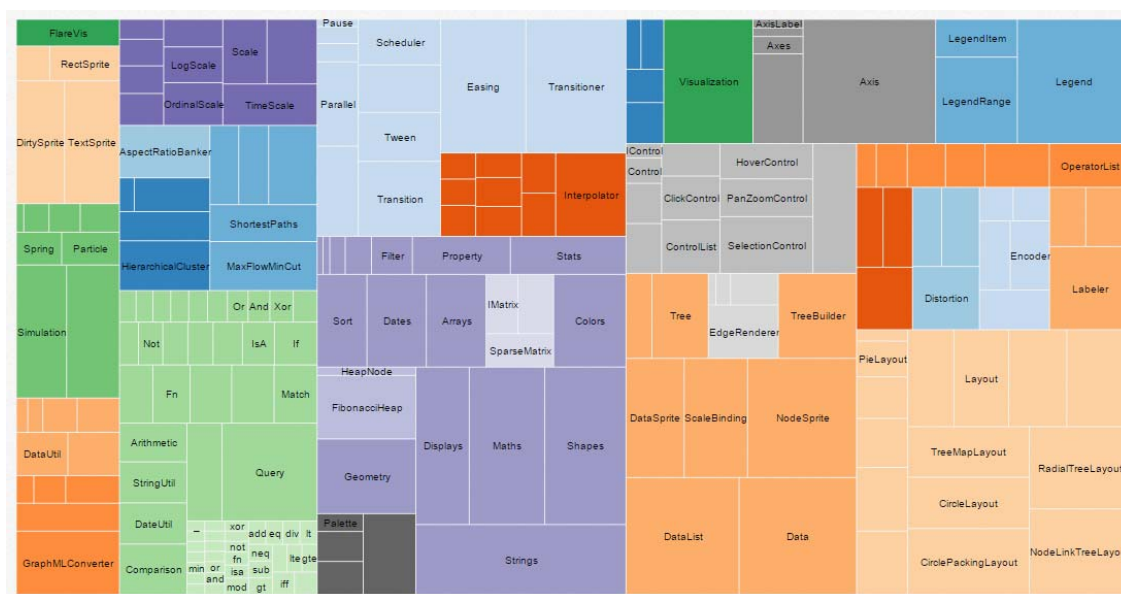 FlareVis
RectSprite
DirtySprite
TextSprite
Spring
Particle
Simulation
DataUtil
GraphMLConverter
Scale
LogScale
OrdinalScale
TimeScale
AspectRatioBanker
ShortestPaths
HierarchicalCluster
MaxFlowMinCut
Or
And
Xor
Not
IsA
If
Fn
Match
Arithmetic
StringUtil
Query
DateUtil
Comparison
_
xor
add
eq
div
lt
not
fn
neq
lte
gte
min
or
and
isa
sub
mod
gt
iff
Pause
Scheduler
Parallel
Easing
Transitioner
Tween
Transition
Interpolator
Filter
Property
Stats
Sort
Dates
Arrays
IMatrix
SparseMatrix
Colors
HeapNode
FibonacciHeap
Geometry
Displays
Maths
Shapes
Palette
Strings
Visualization
AxisLabel
Axes
Axis
LegendItem
LegendRange
Legend
IControl
Control
HoverControl
ClickControl
PanZoomControl
ControlList
SelectionControl
OperatorList
Distortion
Encoder
Labeler
Tree
EdgeRenderer
TreeBuilder
DataSprite
ScaleBinding
NodeSprite
DataList
Data
PieLayout
Layout
TreeMapLayout
RadialTreeLayout
CircleLayout
CirclePackingLayout
NodeLinkTreeLayo